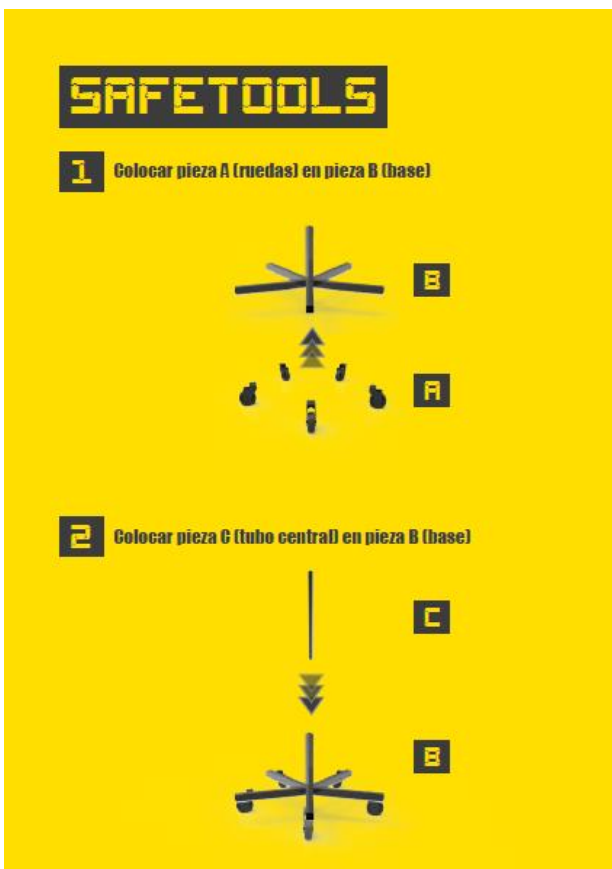 SAFETOOLS
1 Colocar pieza A (ruedas) en pieza B (base)
B
A
2 Colocar pieza C (tubo central) en pieza B (base)
C
B